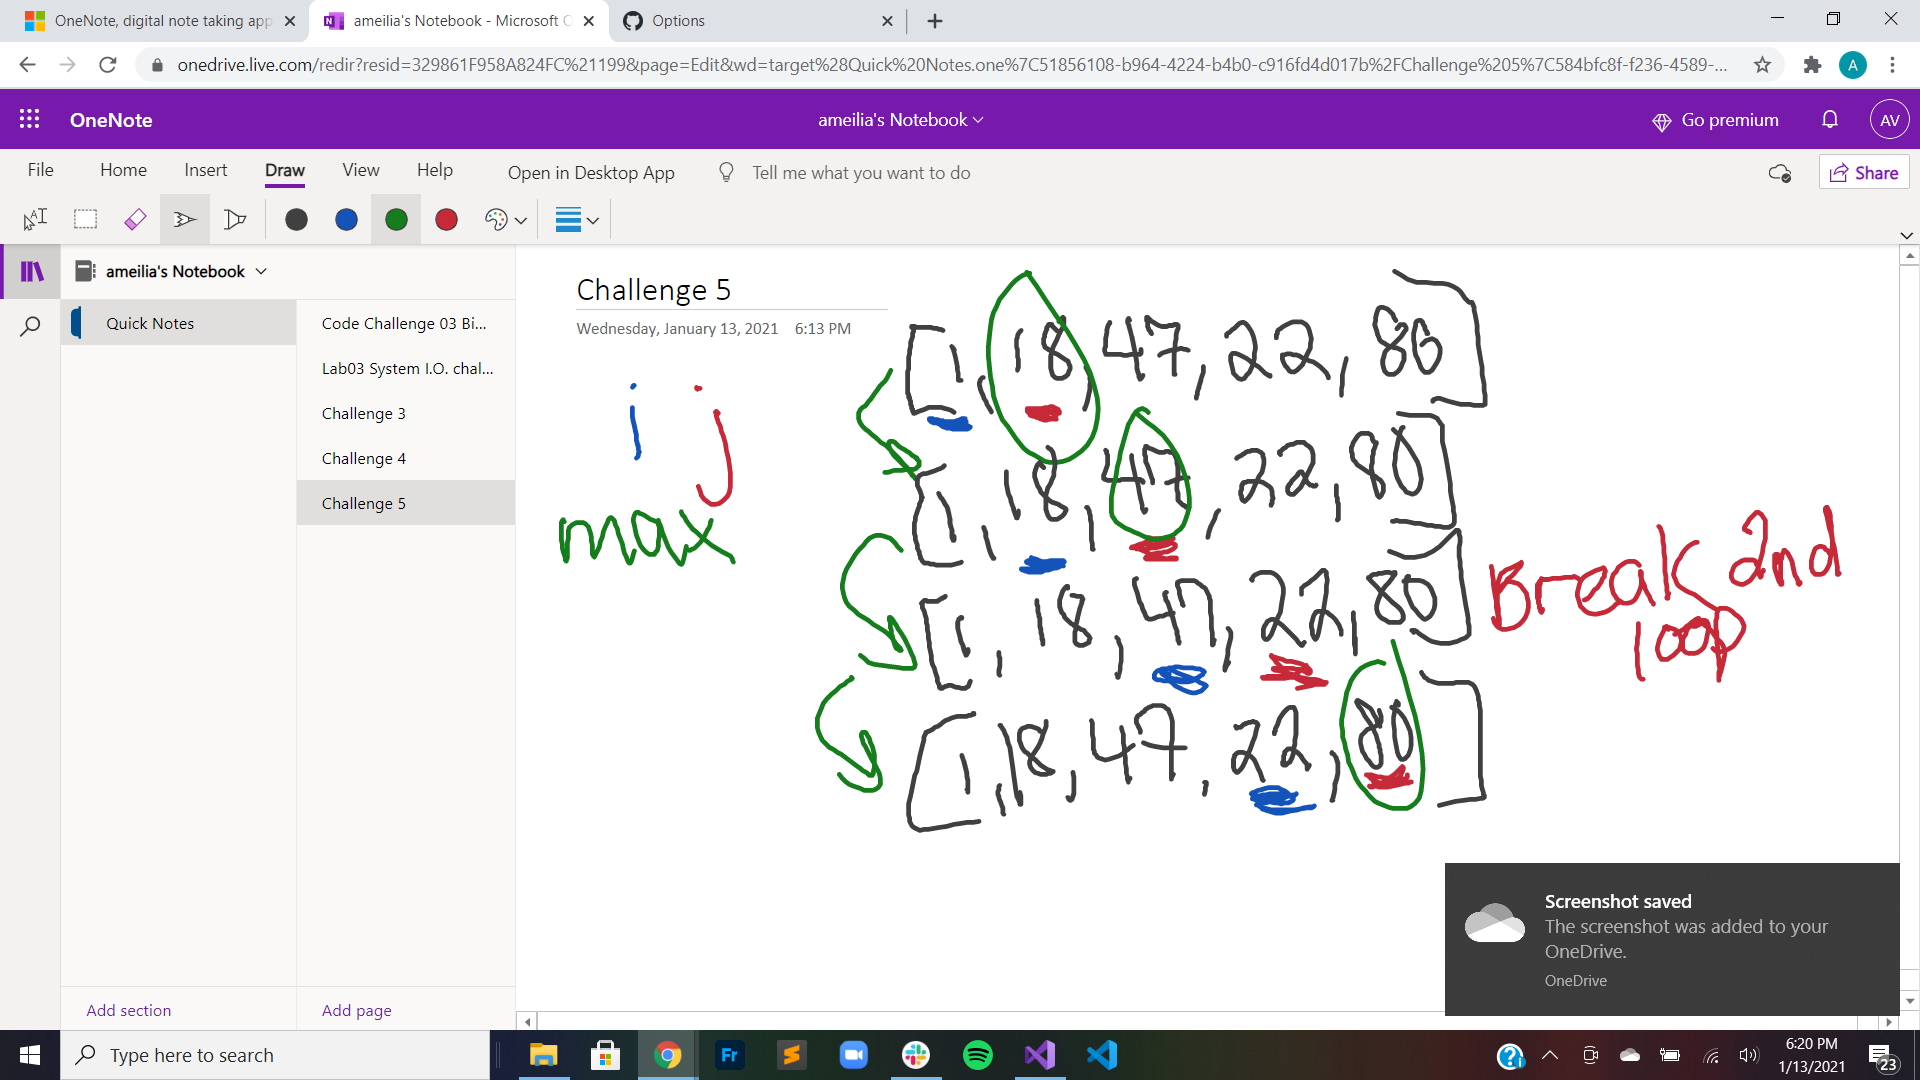 OneNote, digital note taking app
ameilia's Notebook - Microsoft O
Options
onedrive.live.com/redir?resid=329861F958A824FC%21199&page=Edit&wd=target%28Quick%20Notes.one%7C51856108-b964-4224-b4b0-c916fd4d017b%2FChallenge%205%7C584bfc8f-f236-4589-...
A
OneNote
ameilia's Notebook
Go premium
AV
File Home Insert Draw View Help Open in Desktop App Tell me what you want to do
Share
ameilia's Notebook
Quick Notes
Code Challenge 03 Bi...
Lab03 System I.O. chal...
Challenge 3
Challenge 4
Challenge 5
Add section
Add page
Challenge 5
Wednesday, January 13, 2021 6:13 PM
i j
max
[1, 18, 47, 22, 80]
[1, 18, 47, 22, 80]
[1, 18, 47, 22, 80]
Break 2nd
loop
[1, 18, 47, 22, 80]
Screenshot saved
The screenshot was added to your
OneDrive.
OneDrive
Type here to search
Fr
6:20 PM
1/13/2021
23